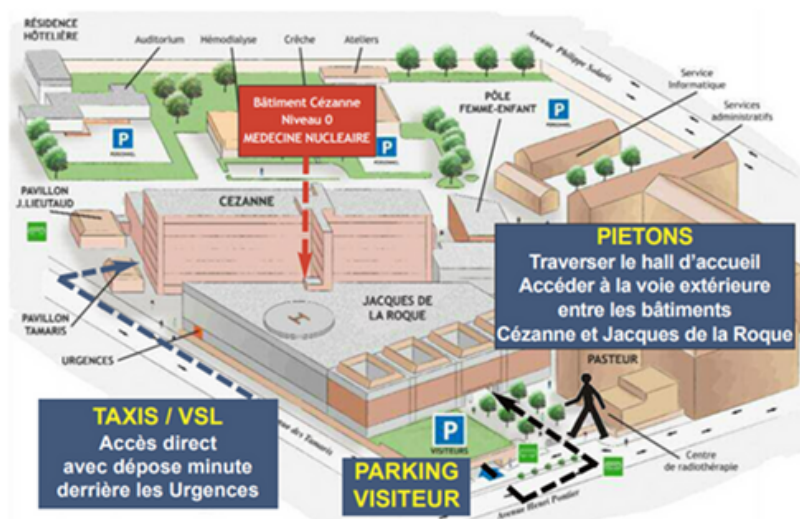 RÉSIDENCE
HÔTELIÈRE
Auditorium
Hémodialyse
Crèche
Ateliers
Avenue Philippe Solaris
Service
Informatique
Services
administratifs
Bâtiment Cézanne
Niveau 0
MEDECINE NUCLEAIRE
PÔLE
FEMME-ENFANT
P
PERSONNEL
P
PERSONNEL
P
PERSONNEL
PAVILLON
J.LIEUTAUD
CEZANNE
PIETONS
Traverser le hall d'accueil
Accéder à la voie extérieure
entre les bâtiments
Cézanne et Jacques de la Roque
PAVILLON
TAMARIS
JACQUES DE
LA ROQUE
H
URGENCES
PASTEUR
TAXIS / VSL
Accès direct
avec dépose minute
derrière les Urgences
des Tamaris
P
VISITEURS
PARKING
VISITEUR
Centre
de radiothérapie
Avenue Henri Pontier